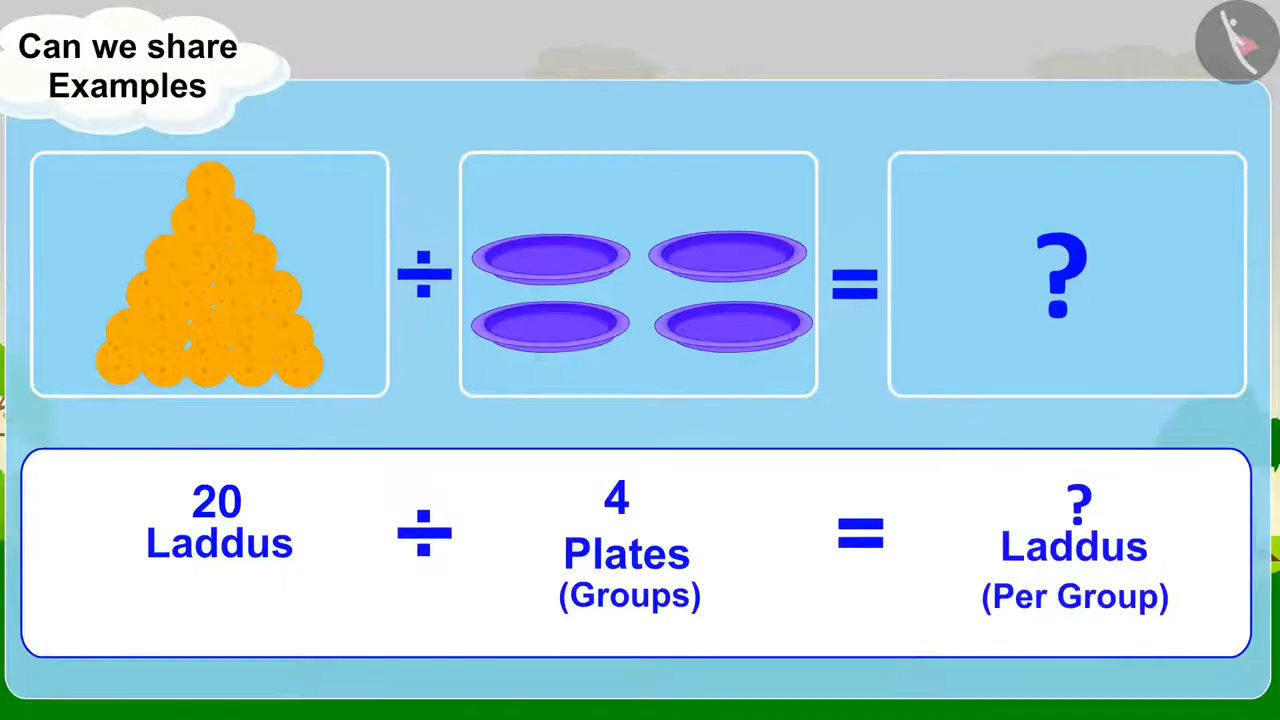 Can we share
Examples
÷
=
?
20
Laddus
÷
4
Plates
(Groups)
=
?
Laddus
(Per Group)